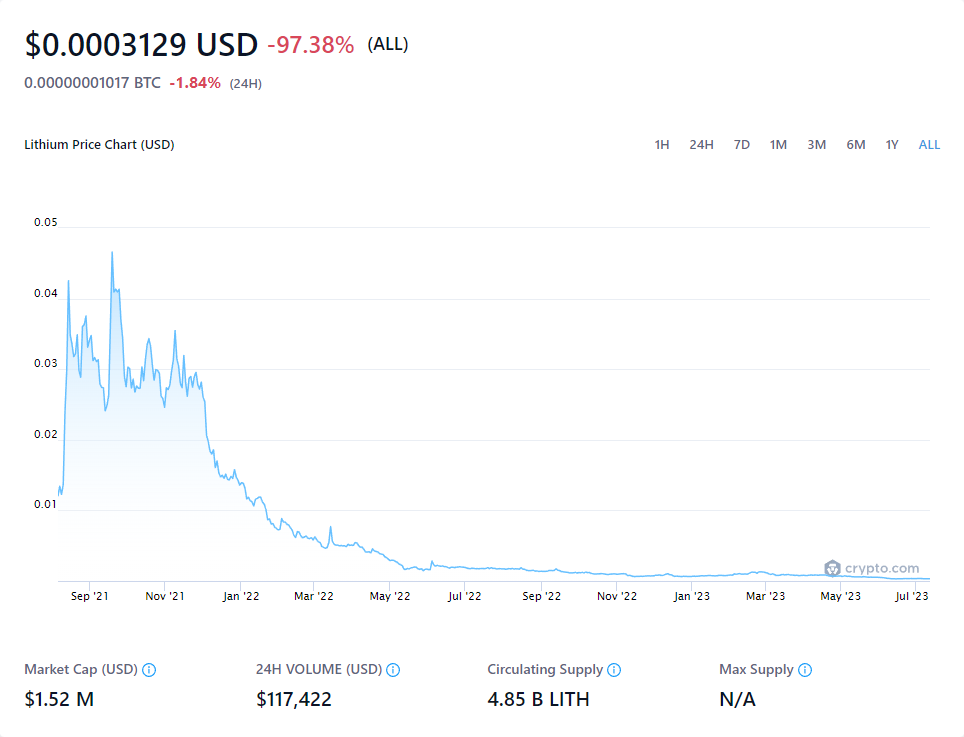 $0.0003129 USD -97.38% (ALL)
0.00000001017 BTC -1.84% (24H)
Lithium Price Chart (USD) 1H 24H 7D 1M 3M 6M 1Y ALL
0.05
0.04
0.03
0.02
0.01
crypto.com
Sep '21 Nov '21 Jan '22 Mar '22 May '22 Jul '22 Sep '22 Nov '22 Jan '23 Mar '23 May '23 Jul '23
Market Cap (USD) 24H VOLUME (USD) Circulating Supply Max Supply
$1.52 M $117,422 4.85 B LITH N/A